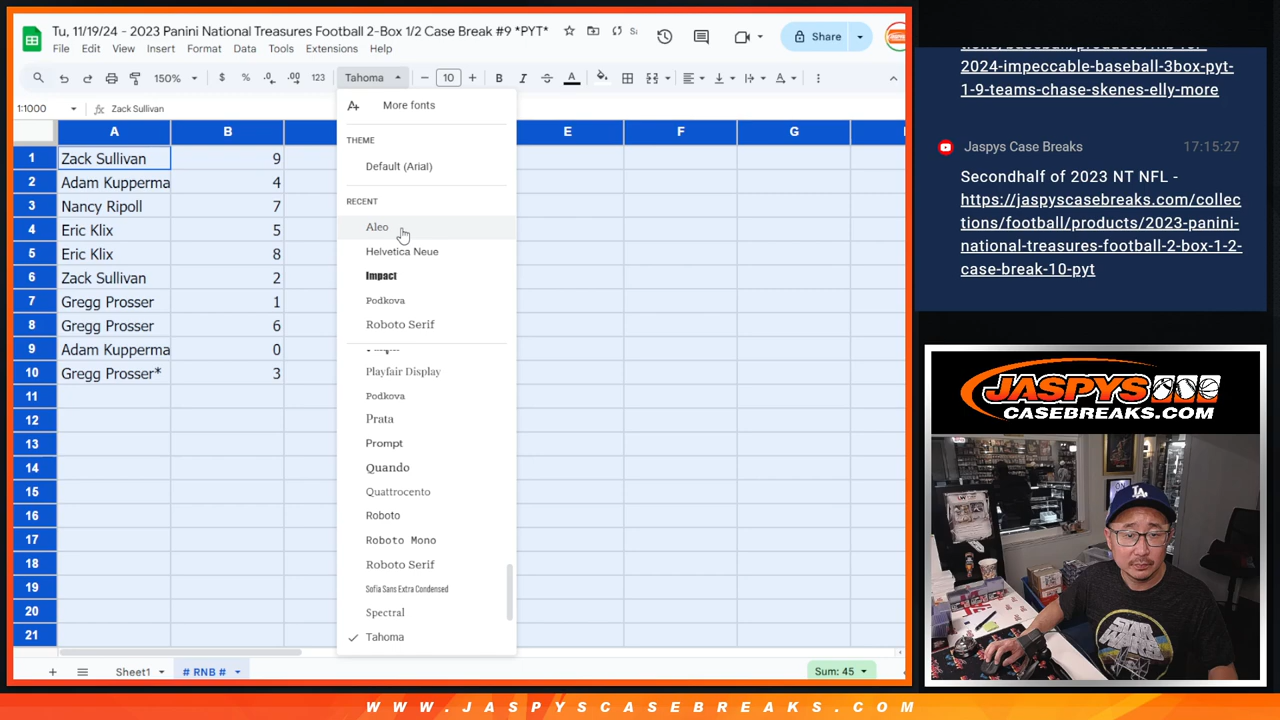 Tu, 11/19/24 - 2023 Panini National Treasures Football 2-Box 1/2 Case Break #9 *PYT*
File Edit View Insert Format Data Tools Extensions Help
Share
150% $ % .0 .00 123 Tahoma - 10 + B I A
1:1000 fx Zack Sullivan
A B E F G
1 Zack Sullivan 9
2 Adam Kupperma 4
3 Nancy Ripoll 7
4 Eric Klix 5
5 Eric Klix 8
6 Zack Sullivan 2
7 Gregg Prosser 1
8 Gregg Prosser 6
9 Adam Kupperma 0
10 Gregg Prosser* 3
11
12
13
14
15
16
17
18
19
20
21
More fonts
THEME
Default (Arial)
RECENT
Aleo
Helvetica Neue
Impact
Podkova
Roboto Serif
Playfair Display
Podkova
Prata
Prompt
Quando
Quattrocento
Roboto
Roboto Mono
Roboto Serif
Sofia Sans Extra Condensed
Spectral
Tahoma
+ Sheet1 # RNB # Sum: 45
2024-impeccable-baseball-3box-pyt-
1-9-teams-chase-skenes-elly-more
Jaspys Case Breaks 17:15:27
Secondhalf of 2023 NT NFL -
https://jaspyscasebreaks.com/collec
tions/football/products/2023-panini-
national-treasures-football-2-box-1-2-
case-break-10-pyt
JASPYS
CASEBREAKS.COM
LA
STAR
WARS
WWW.JASPYSCASEBREAKS.COM